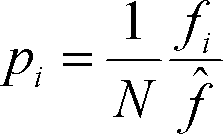 p_i = \frac{1}{N} \frac{f_i}{\hat{f}}